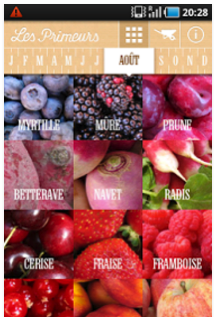 20:28
Les Primeurs
J F M A M J J AOÛT S O N D
MYRTILLE MURE PRUNE
BETTERAVE NAVET RADIS
CERISE FRAISE FRAMBOISE